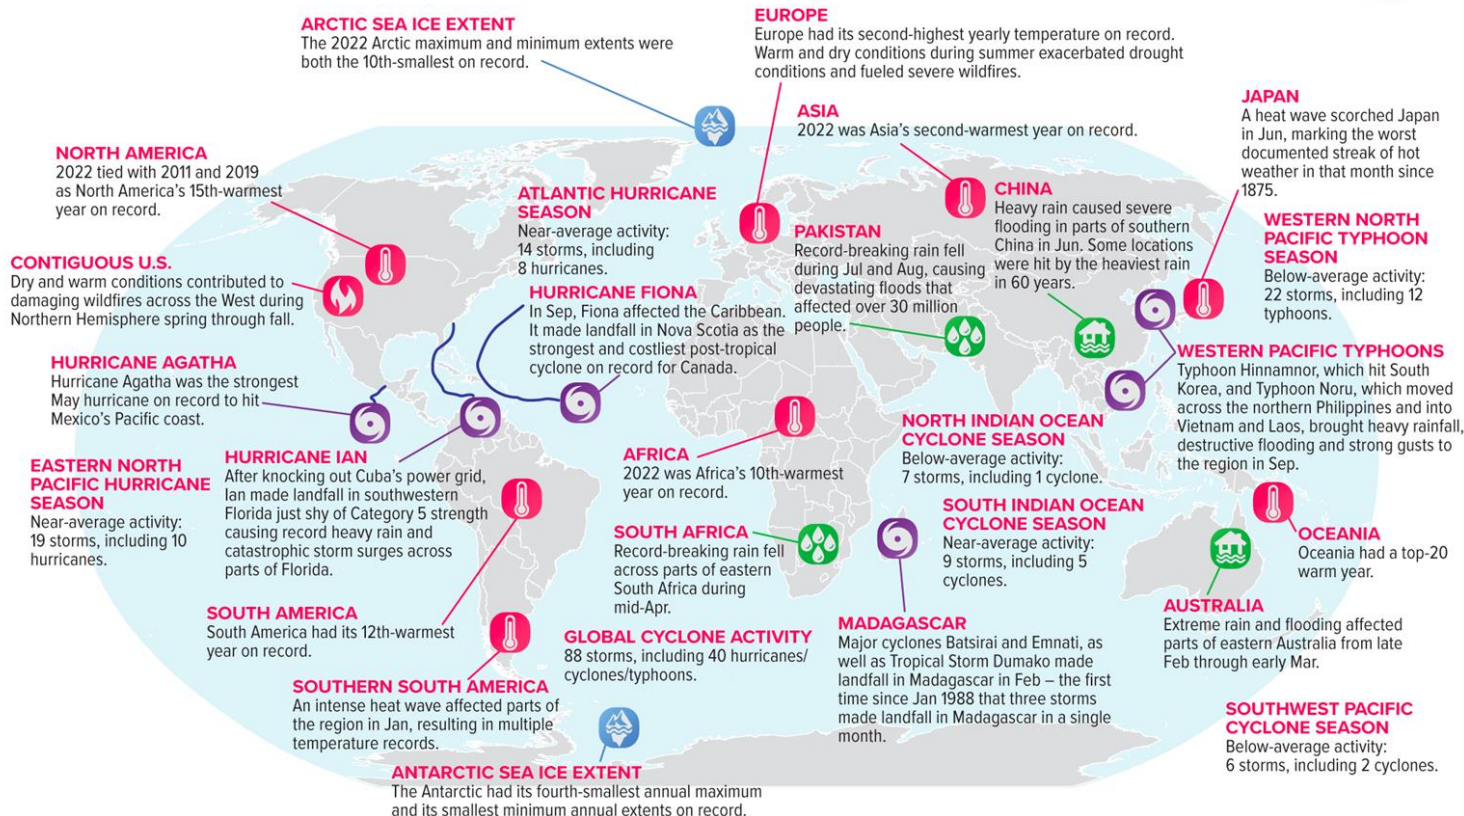 ARCTIC SEA ICE EXTENT
The 2022 Arctic maximum and minimum extents were
both the 10th-smallest on record.
EUROPE
Europe had its second-highest yearly temperature on record.
Warm and dry conditions during summer exacerbated drought
conditions and fueled severe wildfires.
ASIA
2022 was Asia's second-warmest year on record.
JAPAN
A heat wave scorched Japan
in Jun, marking the worst
documented streak of hot
weather in that month since
1875.
NORTH AMERICA
2022 tied with 2011 and 2019
as North America's 15th-warmest
year on record.
ATLANTIC HURRICANE
SEASON
Near-average activity:
14 storms, including
8 hurricanes.
CHINA
Heavy rain caused severe
flooding in parts of southern
China in Jun. Some locations
were hit by the heaviest rain
in 60 years.
PAKISTAN
Record-breaking rain fell
during Jul and Aug, causing
devastating floods that
affected over 30 million
people.
WESTERN NORTH
PACIFIC TYPHOON
SEASON
Below-average activity:
22 storms, including 12
typhoons.
CONTIGUOUS U.S.
Dry and warm conditions contributed to
damaging wildfires across the West during
Northern Hemisphere spring through fall.
HURRICANE FIONA
In Sep, Fiona affected the Caribbean.
It made landfall in Nova Scotia as the
strongest and costliest post-tropical
cyclone on record for Canada.
HURRICANE AGATHA
Hurricane Agatha was the strongest
May hurricane on record to hit
Mexico's Pacific coast.
WESTERN PACIFIC TYPHOONS
Typhoon Hinnamnor, which hit South
Korea, and Typhoon Noru, which moved
across the northern Philippines and into
Vietnam and Laos, brought heavy rainfall,
destructive flooding and strong gusts to
the region in Sep.
EASTERN NORTH
PACIFIC HURRICANE
SEASON
Near-average activity:
19 storms, including 10
hurricanes.
HURRICANE IAN
After knocking out Cuba's power grid,
Ian made landfall in southwestern
Florida just shy of Category 5 strength
causing record heavy rain and
catastrophic storm surges across
parts of Florida.
AFRICA
2022 was Africa's 10th-warmest
year on record.
NORTH INDIAN OCEAN
CYCLONE SEASON
Below-average activity:
7 storms, including 1 cyclone.
SOUTH INDIAN OCEAN
CYCLONE SEASON
Near-average activity:
9 storms, including 5
cyclones.
SOUTH AFRICA
Record-breaking rain fell
across parts of eastern
South Africa during
mid-Apr.
OCEANIA
Oceania had a top-20
warm year.
SOUTH AMERICA
South America had its 12th-warmest
year on record.
GLOBAL CYCLONE ACTIVITY
88 storms, including 40 hurricanes/
cyclones/typhoons.
MADAGASCAR
Major cyclones Batsirai and Emnati, as
well as Tropical Storm Dumako made
landfall in Madagascar in Feb – the first
time since Jan 1988 that three storms
made landfall in Madagascar in a single
month.
AUSTRALIA
Extreme rain and flooding affected
parts of eastern Australia from late
Feb through early Mar.
SOUTHERN SOUTH AMERICA
An intense heat wave affected parts of
the region in Jan, resulting in multiple
temperature records.
SOUTHWEST PACIFIC
CYCLONE SEASON
Below-average activity:
6 storms, including 2 cyclones.
ANTARCTIC SEA ICE EXTENT
The Antarctic had its fourth-smallest annual maximum
and its smallest minimum annual extents on record.